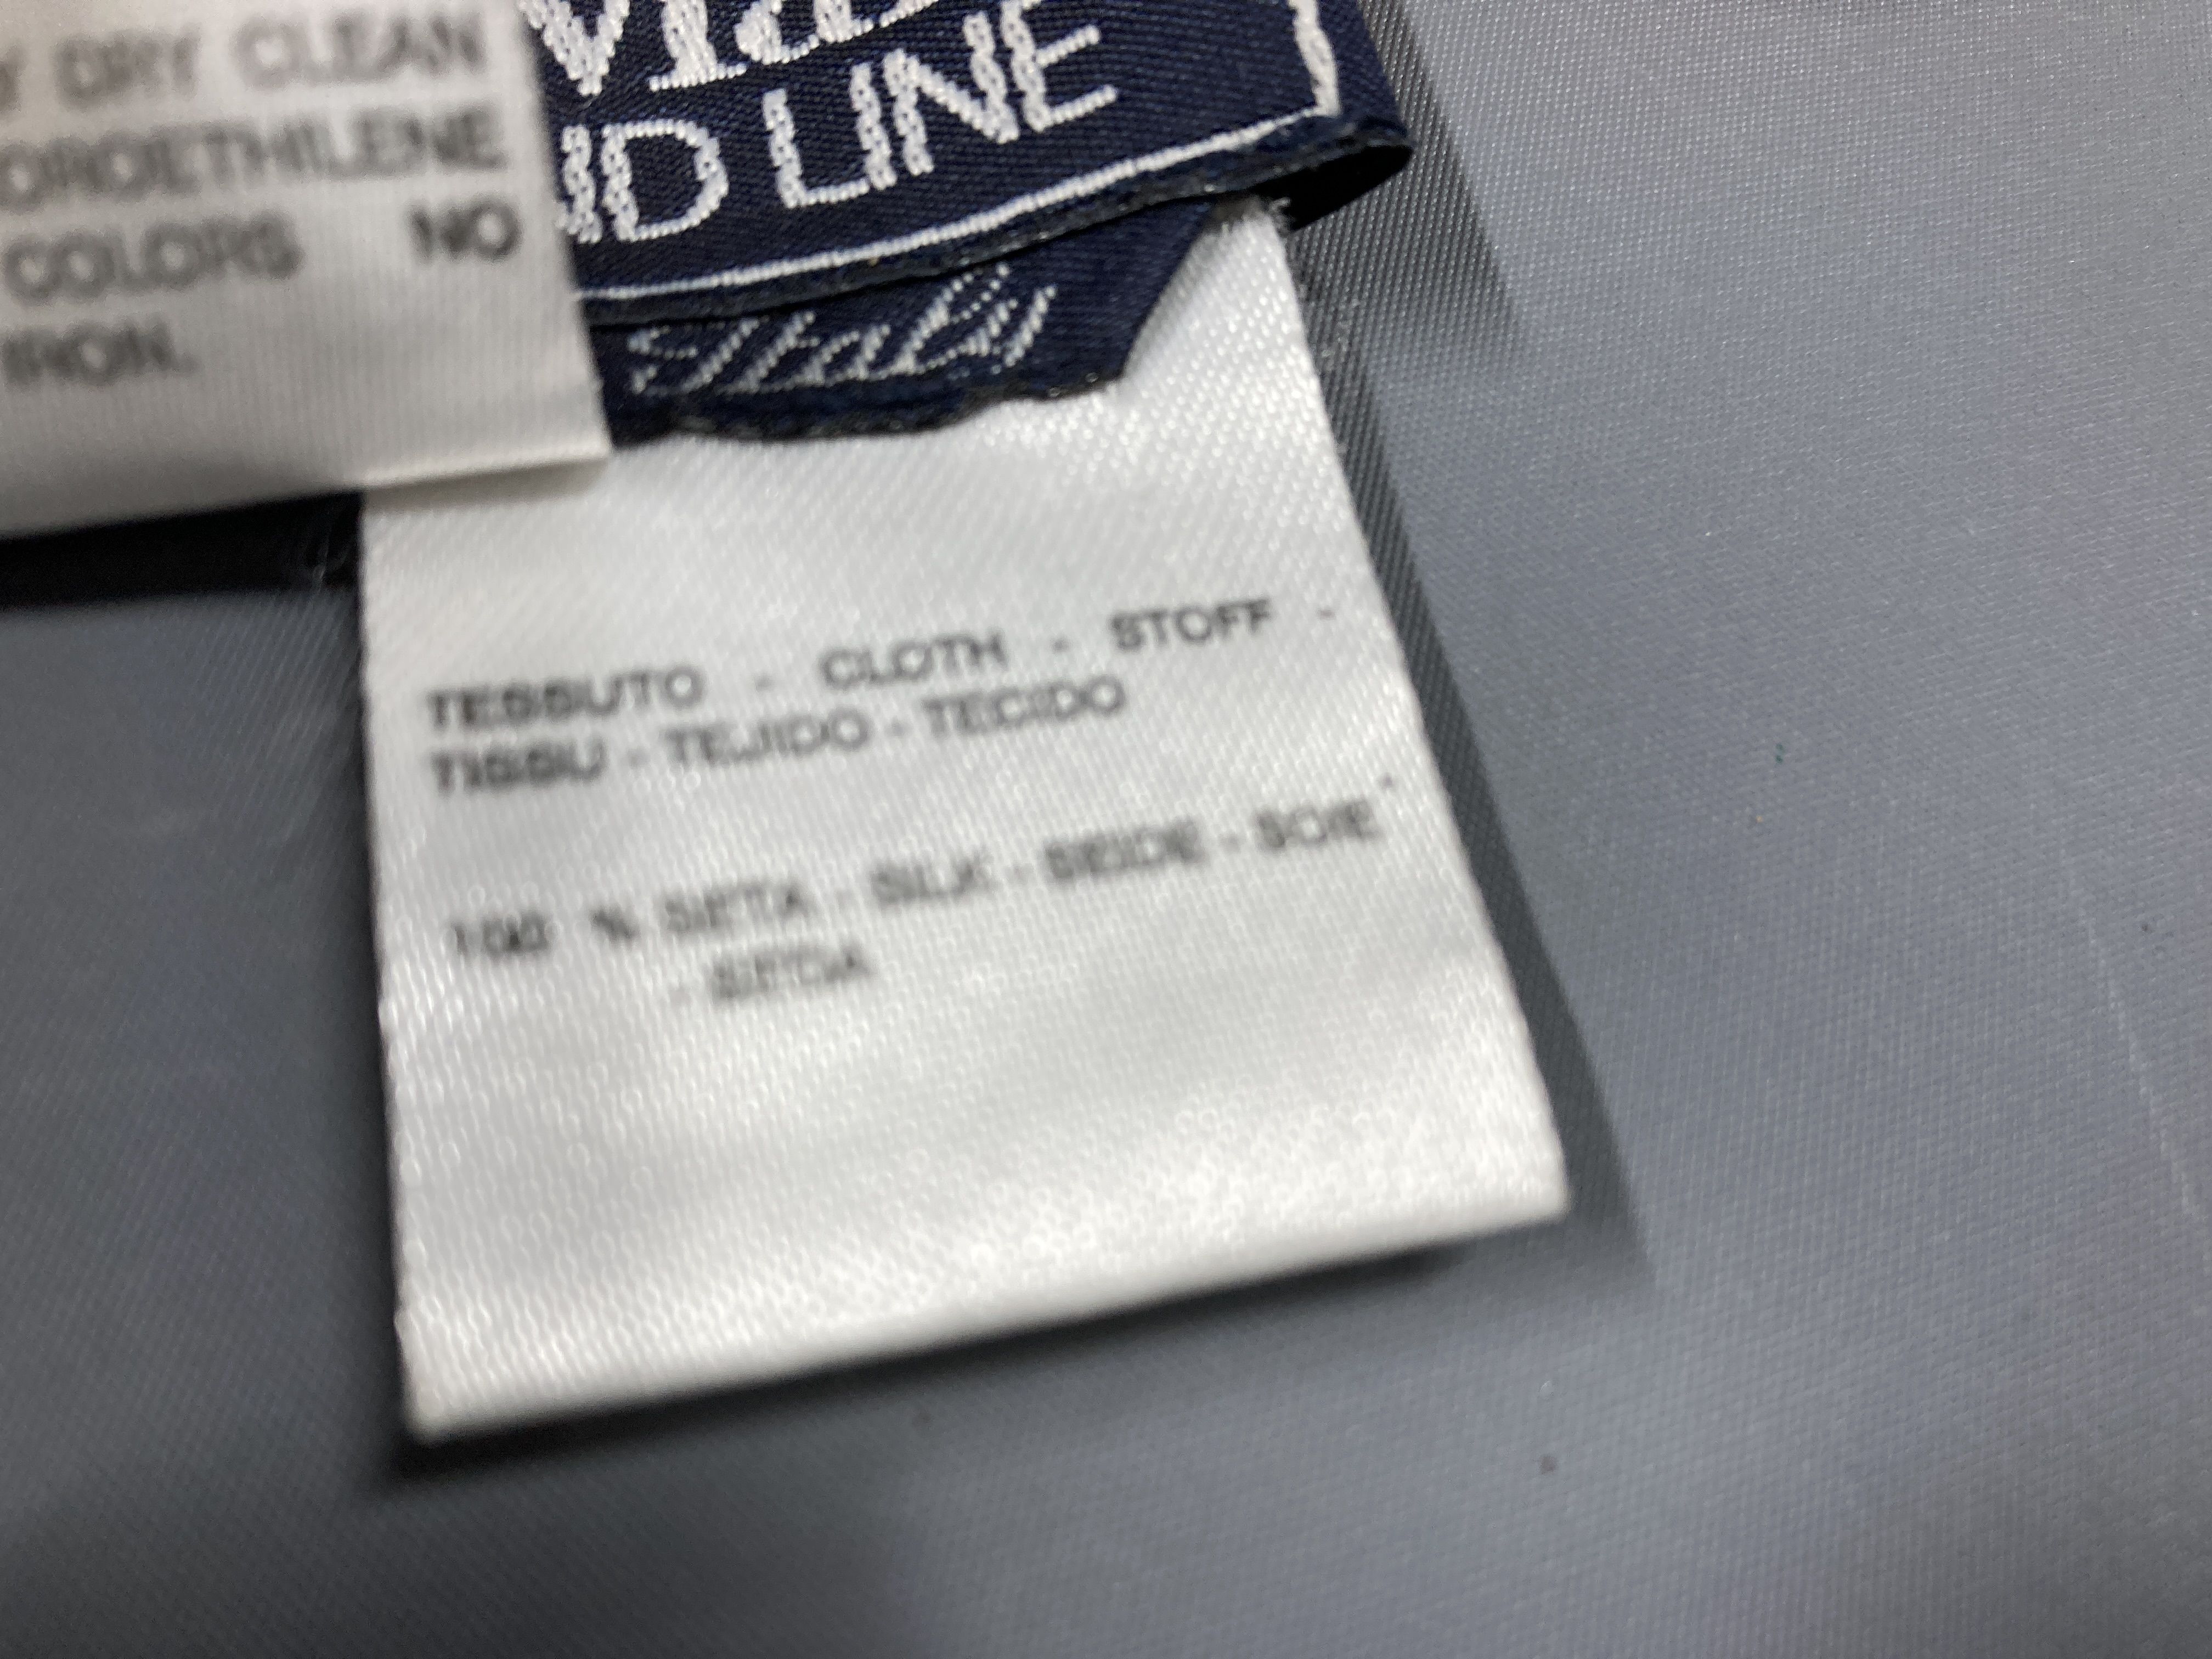 DRY CLEAN
COLORS NO
IRON.
LINE
Italy
TESSUTO - CLOTH - STOFF -
TISSU - TEJIDO - TECIDO
100 % SETA - SILK - SEIDE - SOIE
- SEDA